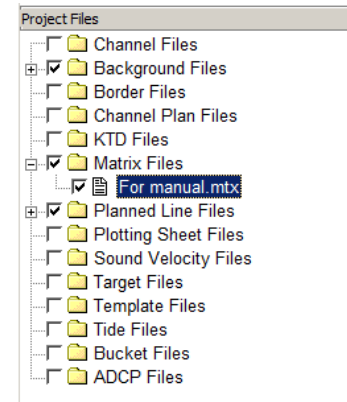 Project Files
Channel Files
Background Files
Border Files
Channel Plan Files
KTD Files
Matrix Files
For manual.mtx
Planned Line Files
Plotting Sheet Files
Sound Velocity Files
Target Files
Template Files
Tide Files
Bucket Files
ADCP Files